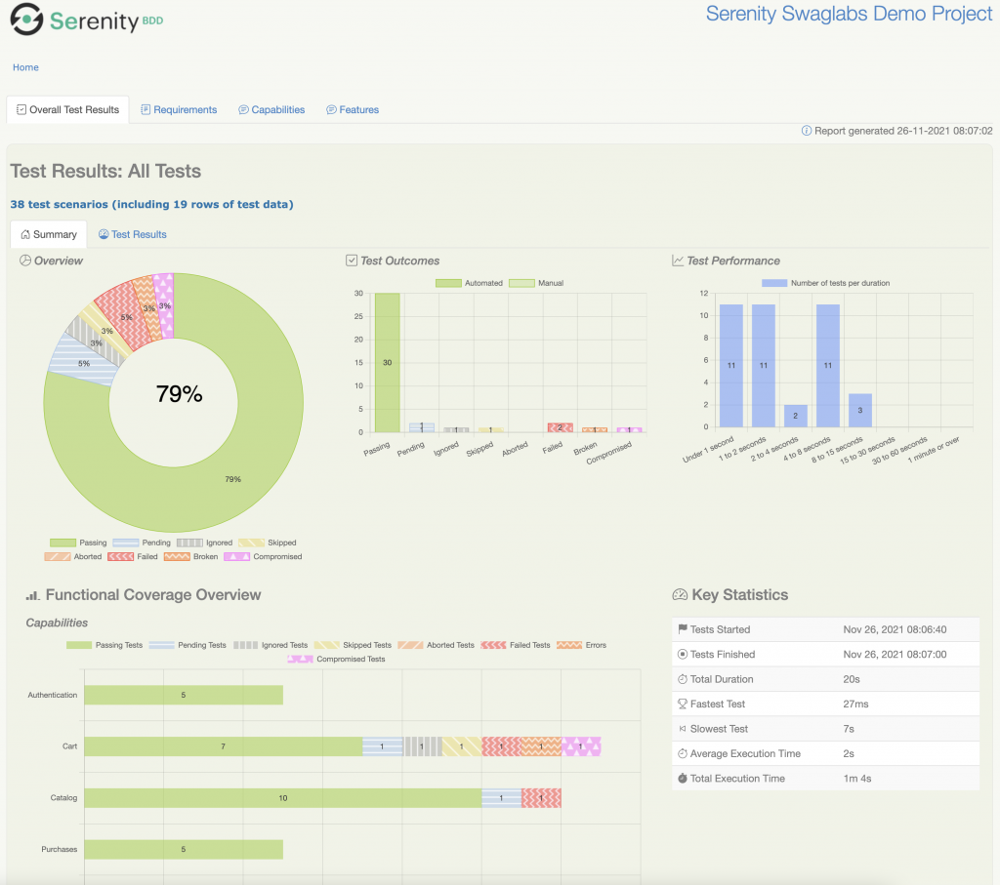 Serenity BDD
Serenity Swaglabs Demo Project
Home
Overall Test Results Requirements Capabilities Features
Report generated 26-11-2021 08:07:02
Test Results: All Tests
38 test scenarios (including 19 rows of test data)
Summary Test Results
Overview
5%
3%
3%
5%
3%
3%
79%
79%
Passing Pending Ignored Skipped
Aborted Failed Broken Compromised
Test Outcomes
Automated Manual
30
25
20
15
10
5
0
30
2
1
1
2
1
1
Passing Pending Ignored Skipped Aborted Failed Broken Compromised
Test Performance
Number of tests per duration
12
10
8
6
4
2
0
11 11 2 11 3
Under 1 second 1 to 2 seconds 2 to 4 seconds 4 to 8 seconds 8 to 15 seconds 15 to 30 seconds 30 to 60 seconds 1 minute or over
Functional Coverage Overview
Capabilities
Passing Tests Pending Tests Ignored Tests Skipped Tests Aborted Tests Failed Tests Errors
Compromised Tests
Authentication 5
Cart 7 1 1 1 1 1 1
Catalog 10 1 1
Purchases 5
Key Statistics
Tests Started Nov 26, 2021 08:06:40
Tests Finished Nov 26, 2021 08:07:00
Total Duration 20s
Fastest Test 27ms
Slowest Test 7s
Average Execution Time 2s
Total Execution Time 1m 4s